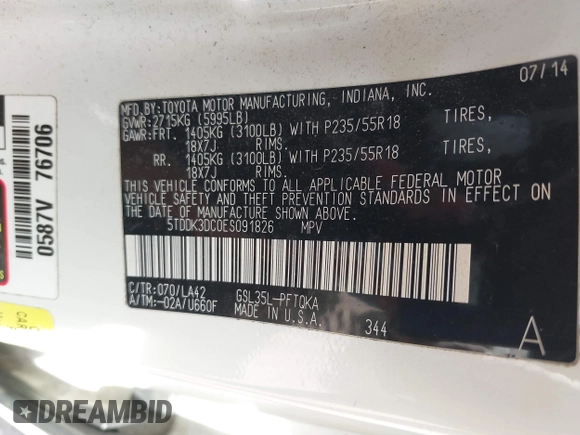 07/14
MFD.BY:TOYOTA MOTOR MANUFACTURING, INDIANA, INC.
GVWR:2715KG (5995LB)
GAWR:FRT. 1405KG (3100LB) WITH P235/55R18 TIRES,
18X7J RIMS.
RR. 1405KG (3100LB) WITH P235/55R18 TIRES,
18X7J RIMS.
THIS VEHICLE CONFORMS TO ALL APPLICABLE FEDERAL MOTOR
VEHICLE SAFETY AND THEFT PREVENTION STANDARDS IN EFFECT ON
THE DATE OF MANUFACTURE SHOWN ABOVE.
5TDDK3DC0ES091826 MPV
C/TR:070/LA42 GSL35L-PFTQKA
A/TM:-02A/U660F MADE IN U.S.A.
344
A
0587V 76706
DREAMBID